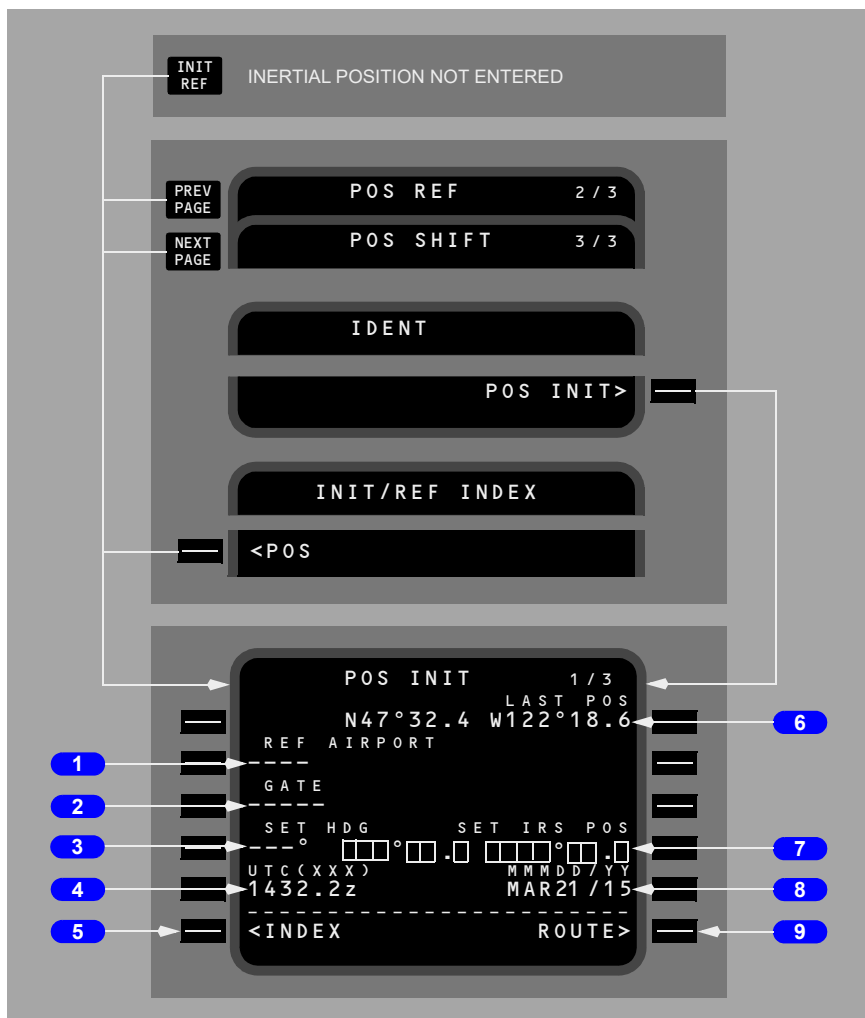 INIT
REF
INERTIAL POSITION NOT ENTERED
PREV
PAGE
POS REF 2/3
NEXT
PAGE
POS SHIFT 3/3
IDENT
POS INIT>
INIT/REF INDEX
<POS
POS INIT 1/3
LAST POS
N47°32.4 W122°18.6
6
REF AIRPORT
1
----
GATE
2
-----
SET HDG SET IRS POS
3
---° □□□°□□.□ □□□□°□□.□
7
UTC(XXX) MMMDD/YY
4
1432.2z MAR21/15
8
------------------------------
5
<INDEX ROUTE>
9